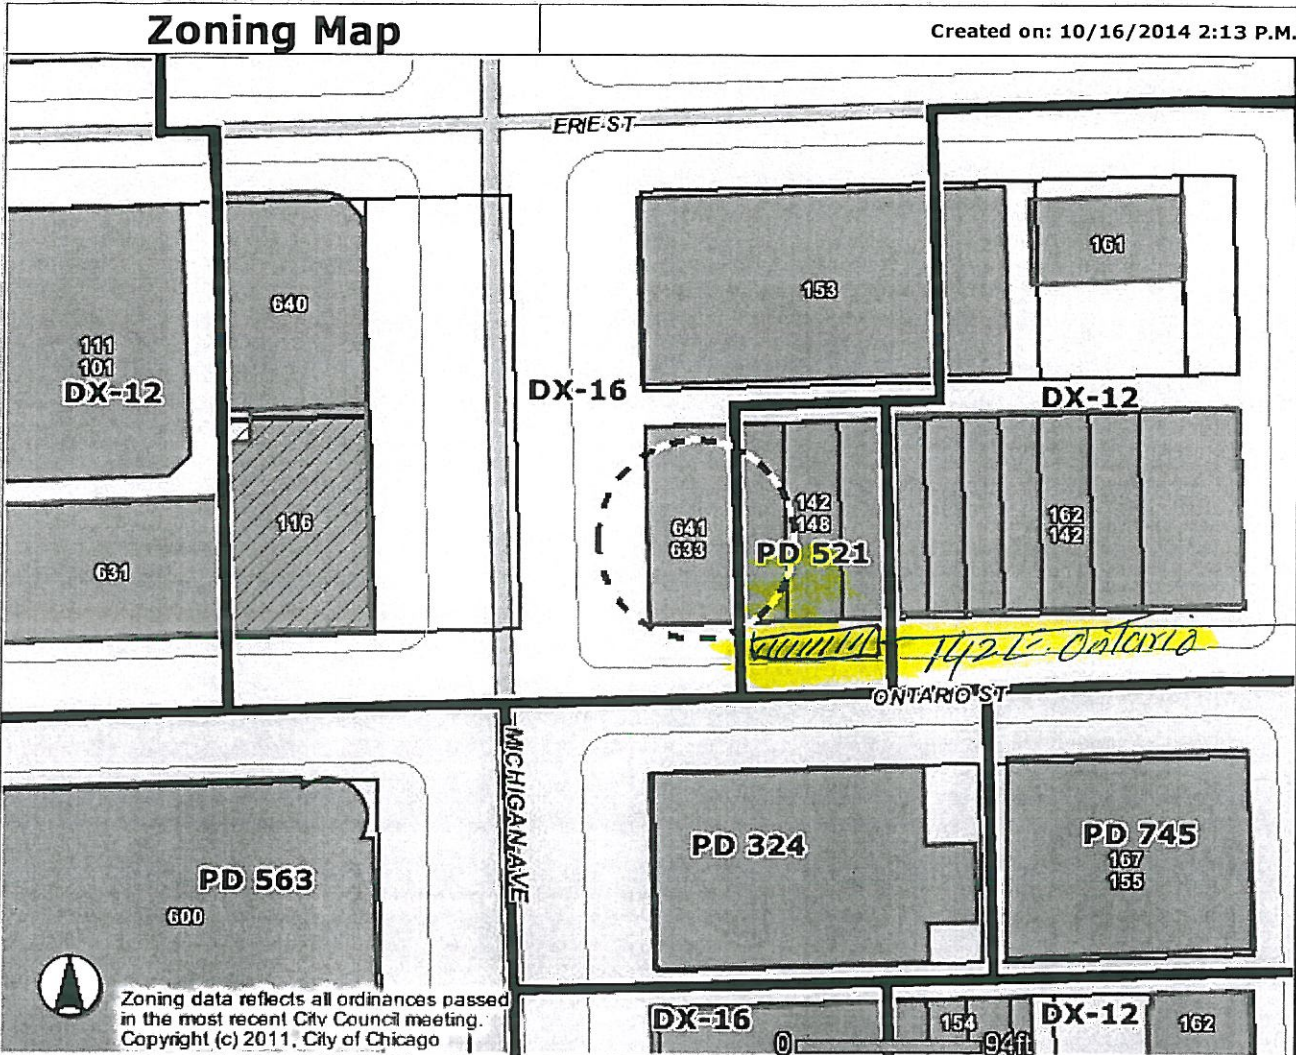 Zoning Map
Created on: 10/16/2014 2:13 P.M.
ERIE ST
640
153
161
111
101
DX-12
DX-16
DX-12
116
641
633
142
148
PD 521
162
142
631
142 E. Ontario
ONTARIO ST
MICHIGAN AVE
PD 324
PD 745
167
155
PD 563
600
Zoning data reflects all ordinances passed
in the most recent City Council meeting.
Copyright (c) 2011, City of Chicago
DX-16
154
DX-12
162
0
94ft